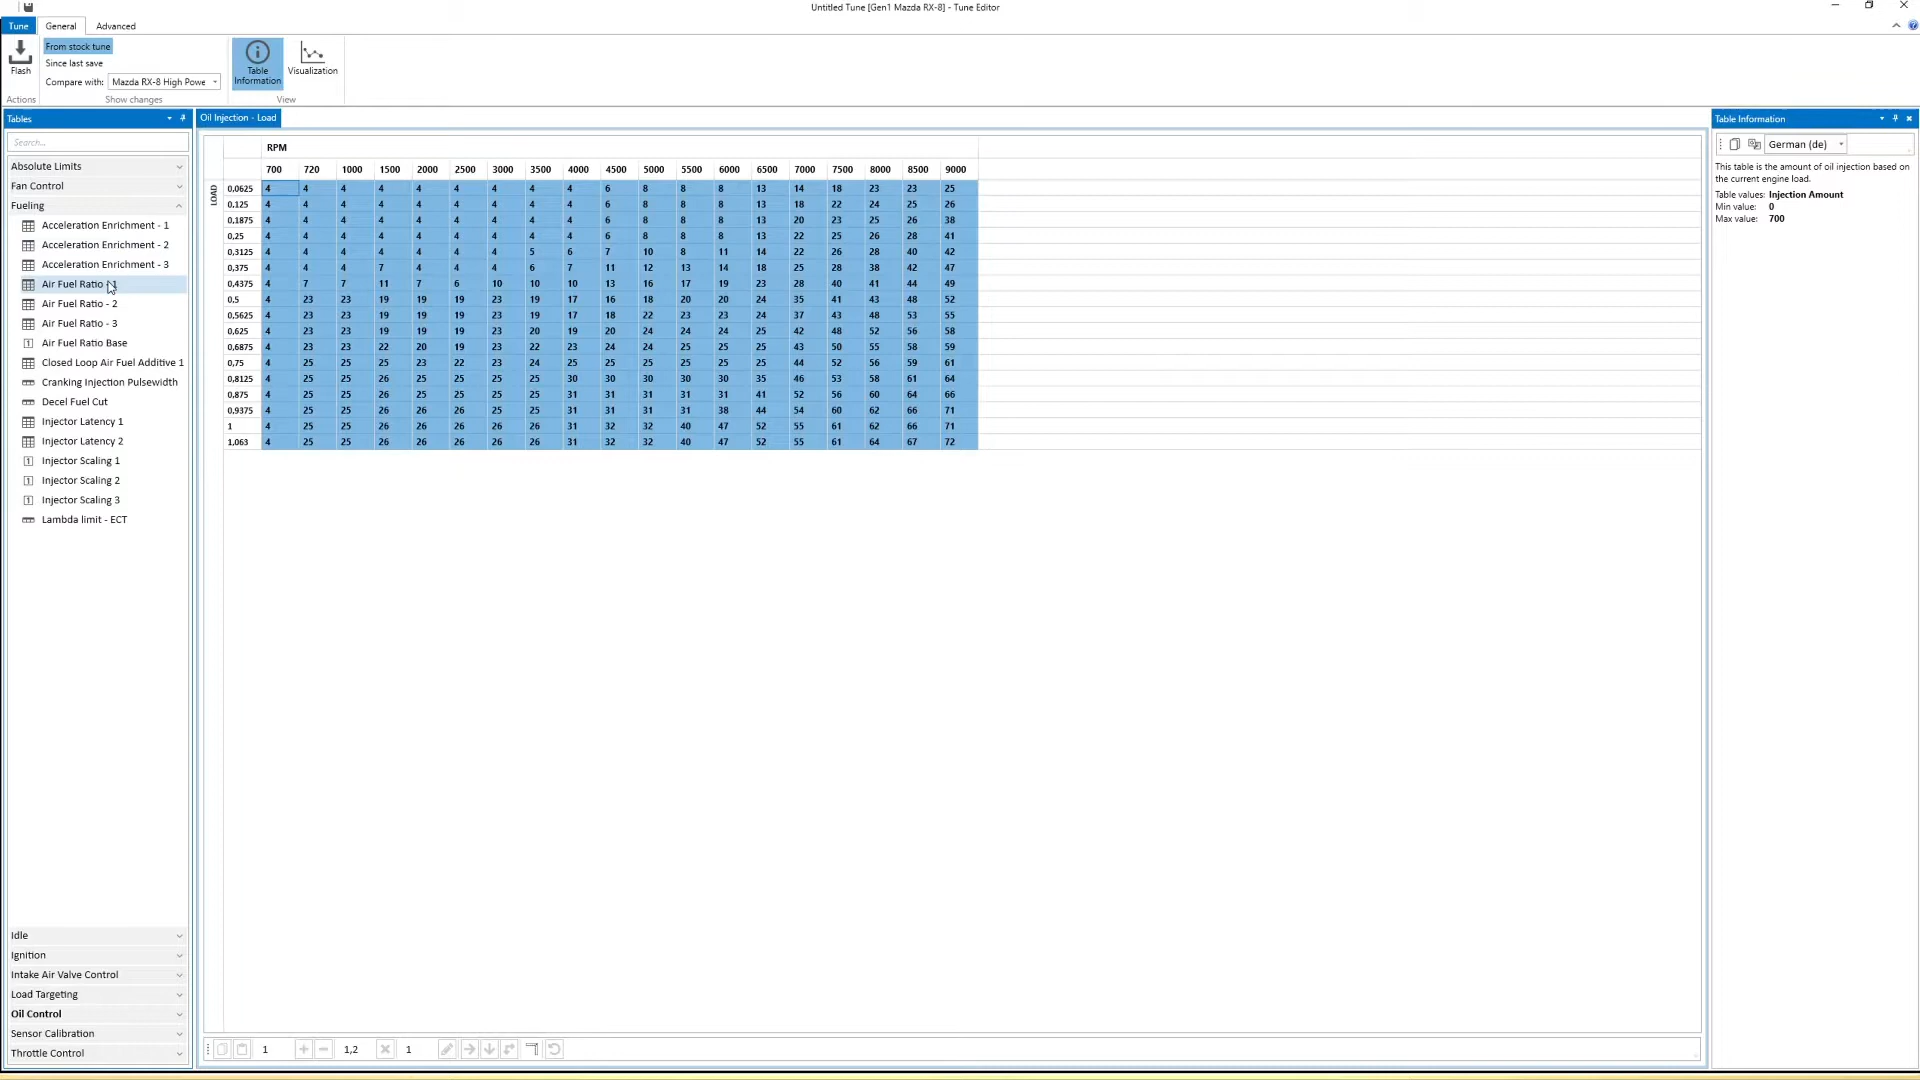 Untitled Tune [Gen1 Mazda RX-8] - Tune Editor
Tune General Advanced
Flash
From stock tune
Since last save
Compare with: Mazda RX-8 High Powe
Table Information
Visualization
Actions Show changes View
Tables
Search...
Absolute Limits
Fan Control
Fueling
Acceleration Enrichment - 1
Acceleration Enrichment - 2
Acceleration Enrichment - 3
Air Fuel Ratio - 1
Air Fuel Ratio - 2
Air Fuel Ratio - 3
Air Fuel Ratio Base
Closed Loop Air Fuel Additive 1
Cranking Injection Pulsewidth
Decel Fuel Cut
Injector Latency 1
Injector Latency 2
Injector Scaling 1
Injector Scaling 2
Injector Scaling 3
Lambda limit - ECT
Idle
Ignition
Intake Air Valve Control
Load Targeting
Oil Control
Sensor Calibration
Throttle Control
Oil Injection - Load
RPM
700 720 1000 1500 2000 2500 3000 3500 4000 4500 5000 5500 6000 6500 7000 7500 8000 8500 9000
LOAD
0,0625 4 4 4 4 4 4 4 4 4 6 8 8 8 13 14 18 23 23 25
0,125 4 4 4 4 4 4 4 4 4 6 8 8 8 13 18 22 24 25 26
0,1875 4 4 4 4 4 4 4 4 4 6 8 8 8 13 20 23 25 26 38
0,25 4 4 4 4 4 4 4 4 4 6 8 8 8 13 22 25 26 28 41
0,3125 4 4 4 4 4 4 4 5 6 7 10 8 11 14 22 26 28 40 42
0,375 4 4 4 7 4 4 4 6 7 11 12 13 14 18 25 28 38 42 47
0,4375 4 7 7 11 7 6 10 10 10 13 16 17 19 23 28 40 41 44 49
0,5 4 23 23 19 19 19 23 19 17 16 18 20 20 24 35 41 43 48 52
0,5625 4 23 23 19 19 19 23 19 17 18 22 23 23 24 37 43 48 53 55
0,625 4 23 23 19 19 19 23 20 19 20 24 24 24 25 42 48 52 56 58
0,6875 4 23 23 22 20 19 23 22 23 24 24 25 25 25 43 50 55 58 59
0,75 4 25 25 25 23 22 23 24 25 25 25 25 25 25 44 52 56 59 61
0,8125 4 25 25 26 25 25 25 25 30 30 30 30 30 35 46 53 58 61 64
0,875 4 25 25 26 25 25 25 25 31 31 31 31 31 41 52 56 60 64 66
0,9375 4 25 25 26 26 26 25 25 31 31 31 31 38 44 54 60 62 66 71
1 4 25 25 26 26 26 26 26 31 32 32 40 47 52 55 61 62 66 71
1,063 4 25 25 26 26 26 26 26 31 32 32 40 47 52 55 61 64 67 72
1 1,2 1
Table Information
German (de)
This table is the amount of oil injection based on
the current engine load.
Table values: Injection Amount
Min value: 0
Max value: 700